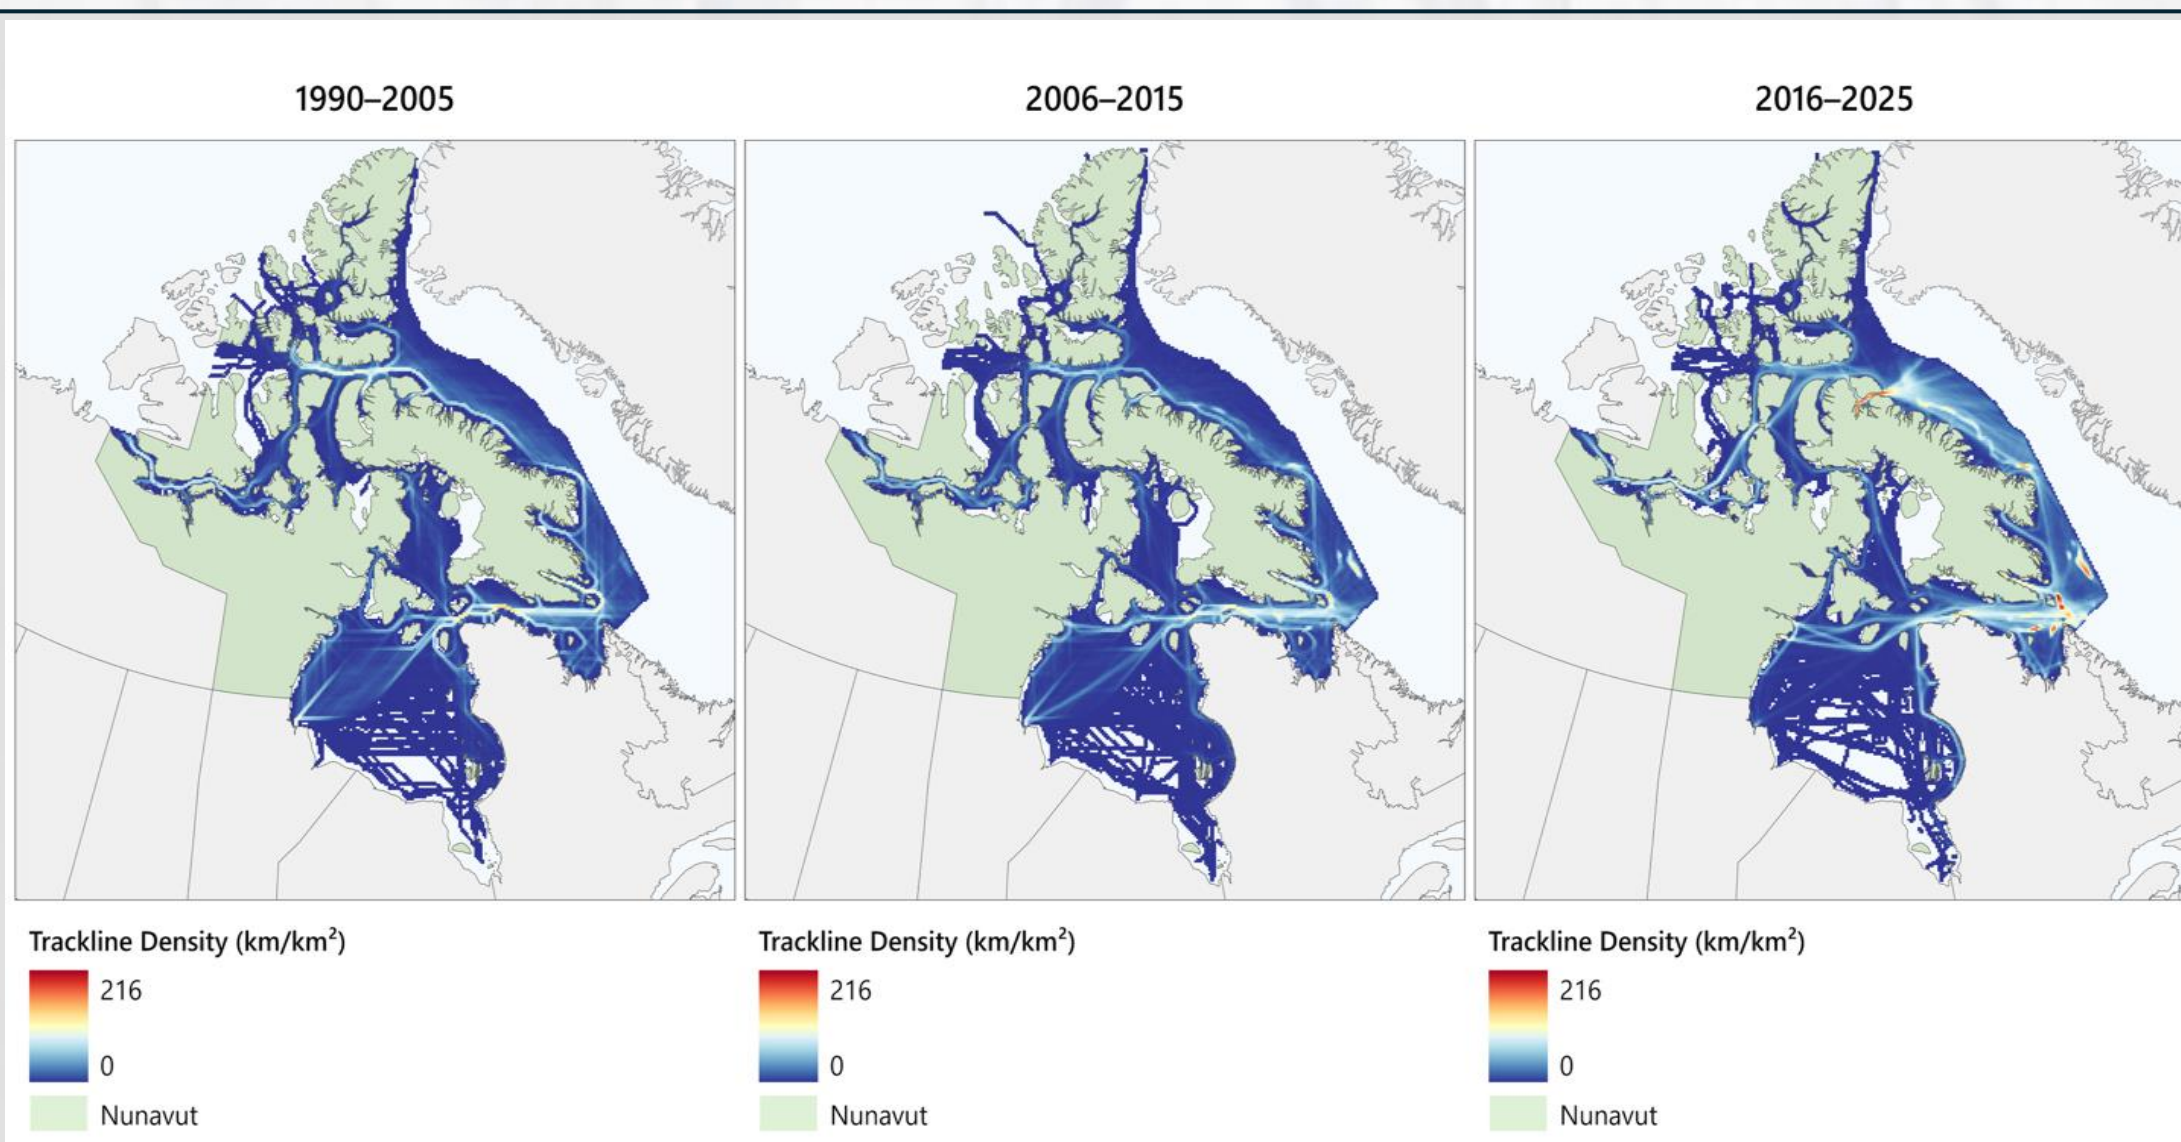 1990–2005
2006–2015
2016–2025
Trackline Density (km/km²)
216
0
Nunavut
Trackline Density (km/km²)
216
0
Nunavut
Trackline Density (km/km²)
216
0
Nunavut